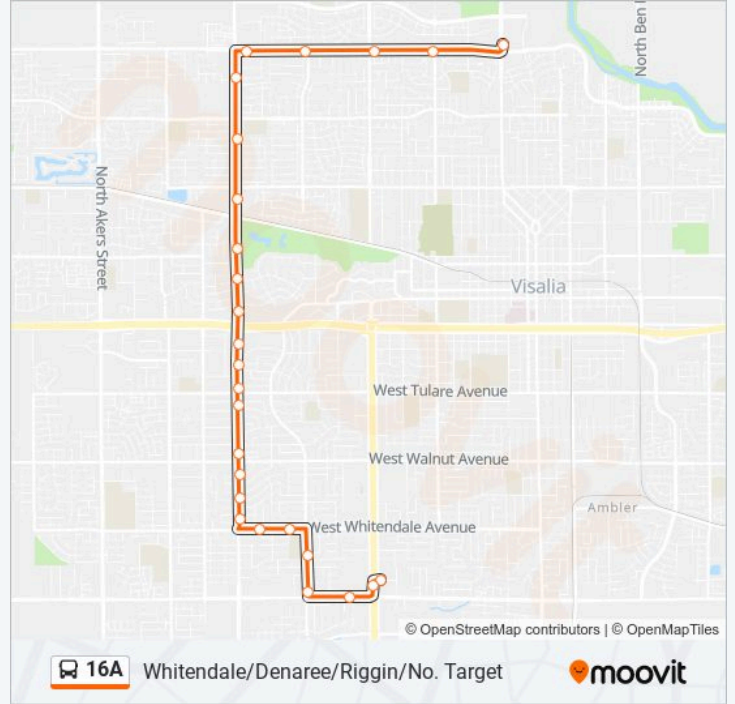 North Ben
North Akers Street
Visalia
West Tulare Avenue
West Walnut Avenue
Ambler
West Whitendale Avenue
© OpenStreetMap contributors | © OpenMapTiles
16A Whitendale/Denaree/Riggin/No. Target moovit